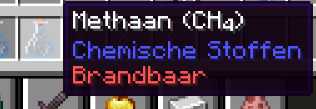 Methaan (CH₄)
Chemische Stoffen
Brandbaar